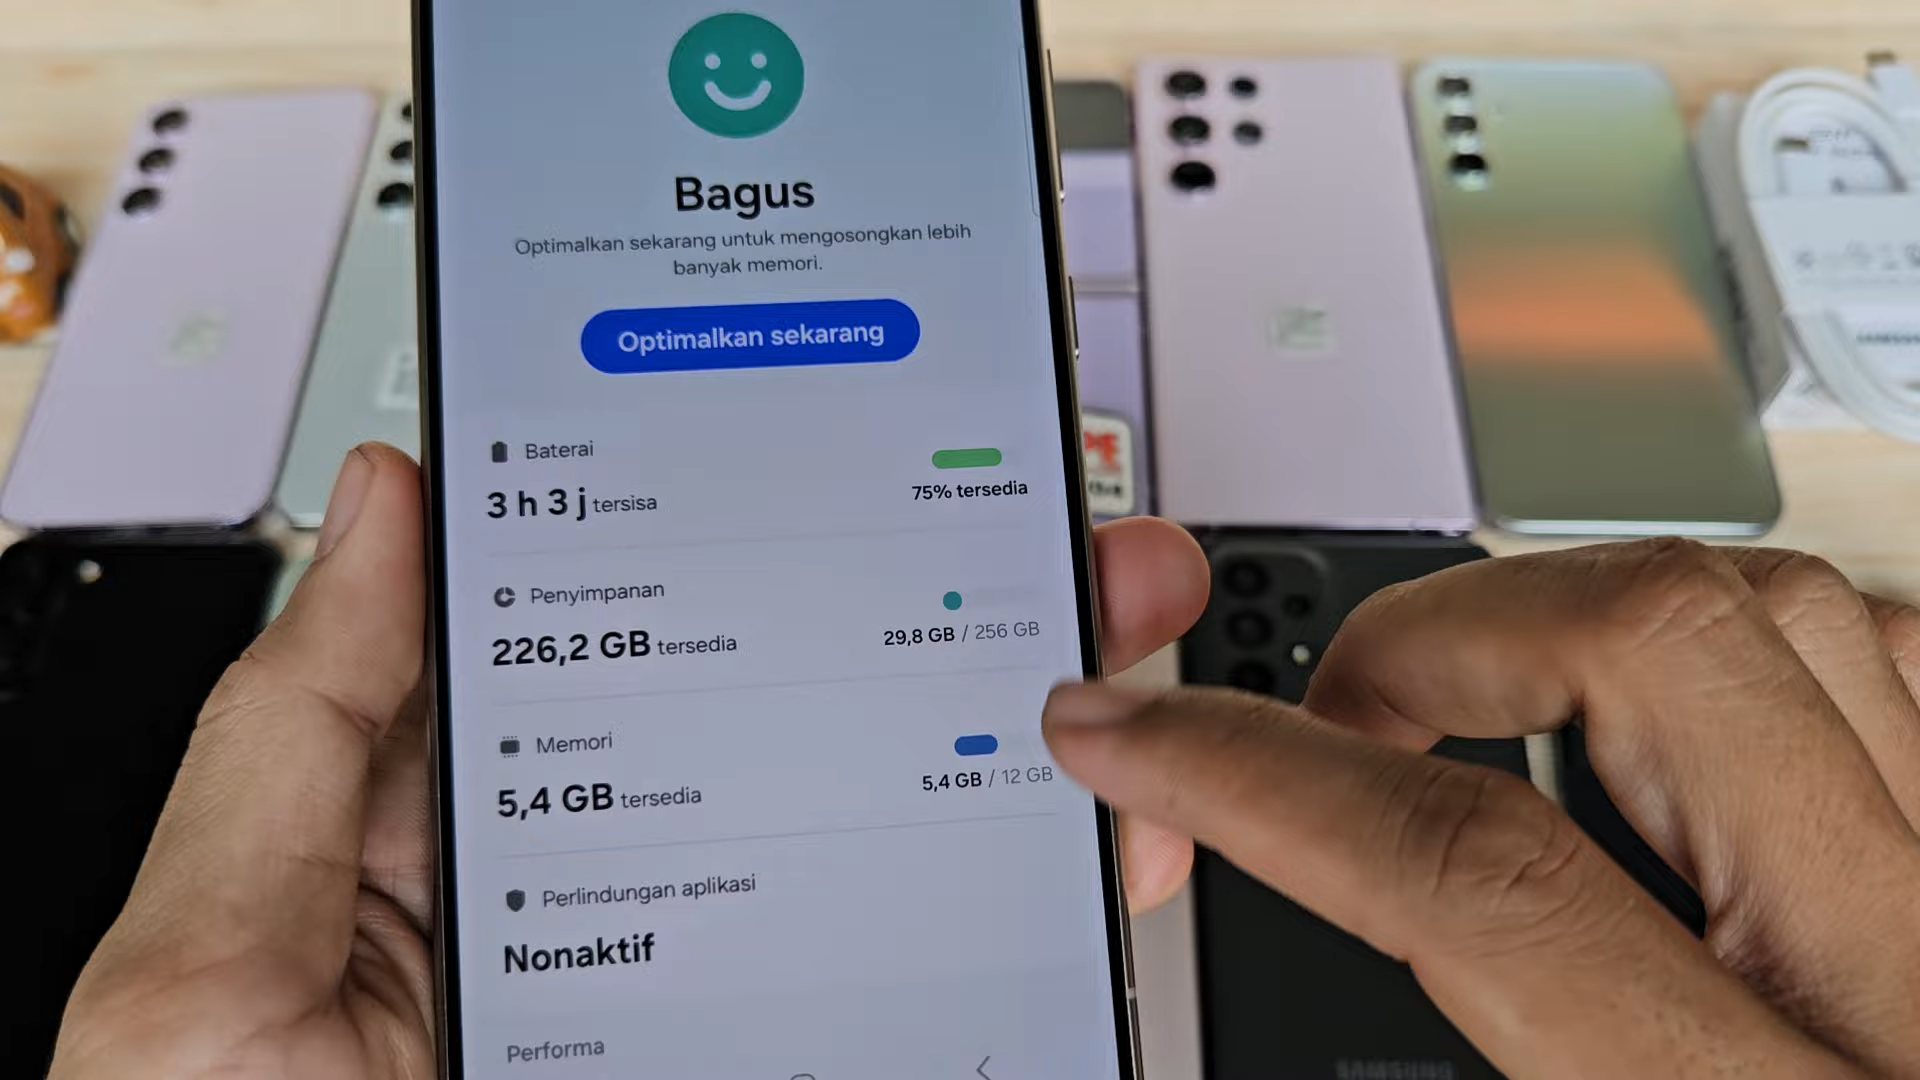 Bagus
Optimalkan sekarang untuk mengosongkan lebih
banyak memori.
Optimalkan sekarang
Baterai
3 h 3 j tersisa
75% tersedia
Penyimpanan
226,2 GB tersedia
29,8 GB / 256 GB
Memori
5,4 GB tersedia
5,4 GB / 12 GB
Perlindungan aplikasi
Nonaktif
Performa
SAMSUNG